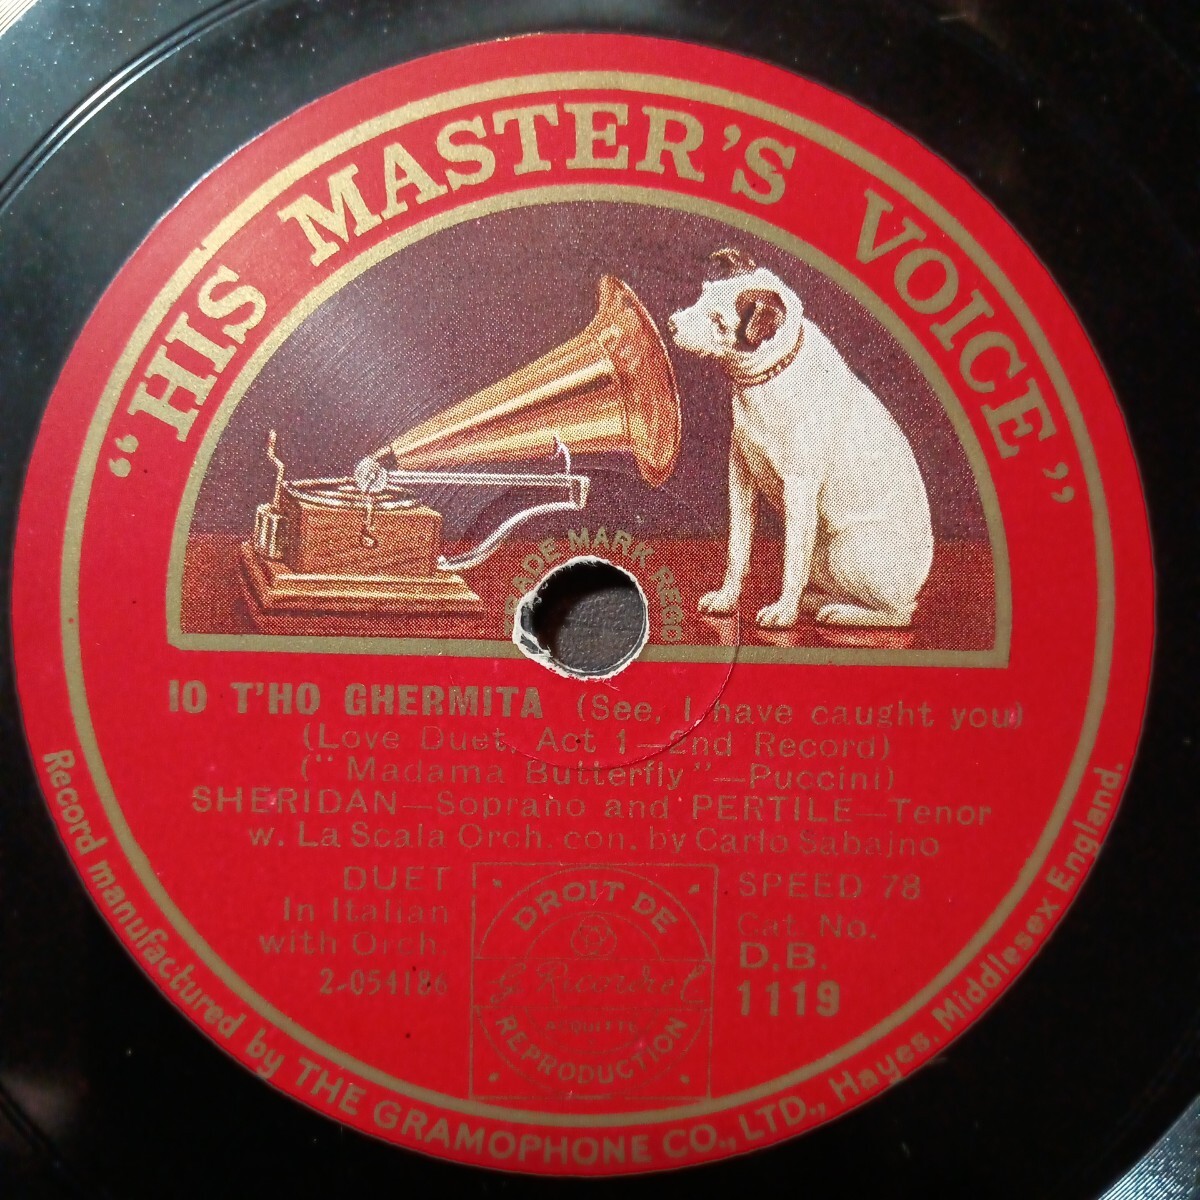 "HIS MASTER'S VOICE"
TRADE MARK REGD
IO T'HO GHERMITA (See, I have caught you)
(Love Duet, Act 1—2nd Record)
("Madama Butterfly"—Puccini)
SHERIDAN—Soprano and PERTILE—Tenor
w. La Scala Orch. con. by Carlo Sabajno
DUET
In Italian
with Orch.
2-054186
DROIT DE
G. Ricordi & C
ACQUITTÉ
REPRODUCTION
SPEED 78
Cat. No.
D.B.
1119
Record manufactured by THE GRAMOPHONE CO., LTD., Hayes, Middlesex England.